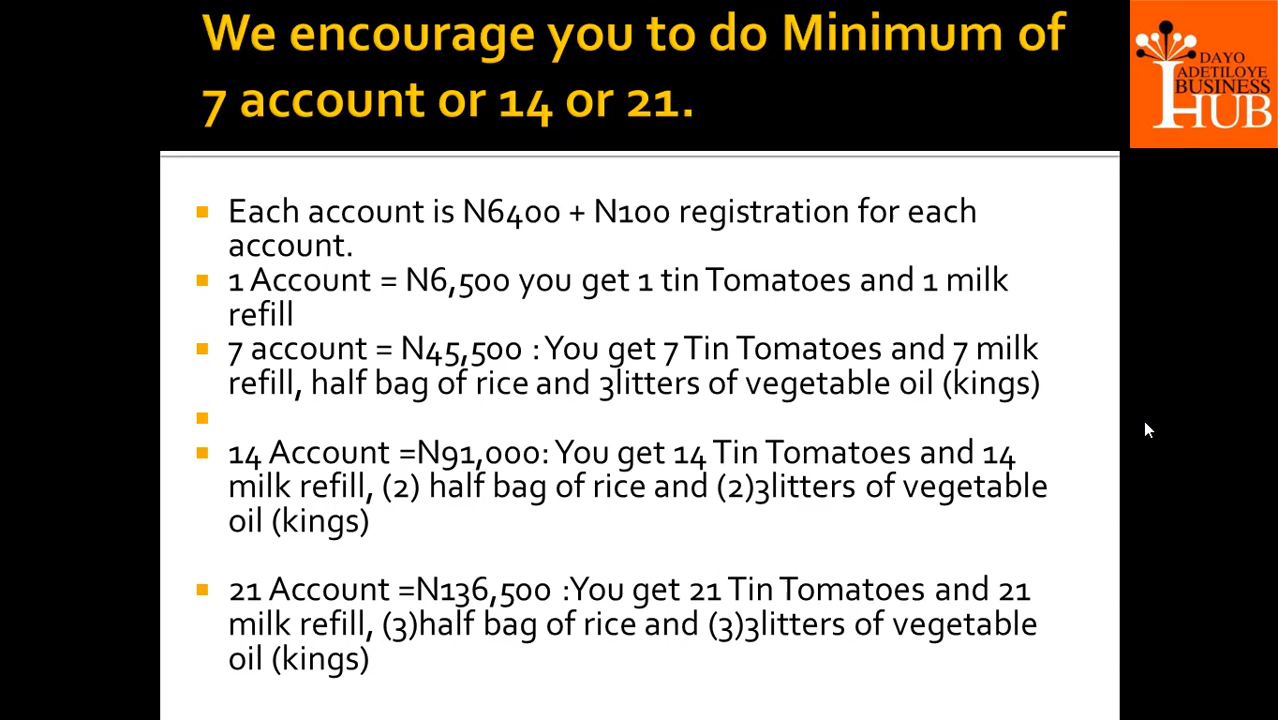 We encourage you to do Minimum of
7 account or 14 or 21.
DAYO
ADETILOYE
BUSINESS
HUB
Each account is N6400 + N100 registration for each
account.
1 Account = N6,500 you get 1 tin Tomatoes and 1 milk
refill
7 account = N45,500 : You get 7 Tin Tomatoes and 7 milk
refill, half bag of rice and 3litters of vegetable oil (kings)
14 Account =N91,000: You get 14 Tin Tomatoes and 14
milk refill, (2) half bag of rice and (2)3litters of vegetable
oil (kings)
21 Account =N136,500 :You get 21 Tin Tomatoes and 21
milk refill, (3)half bag of rice and (3)3litters of vegetable
oil (kings)